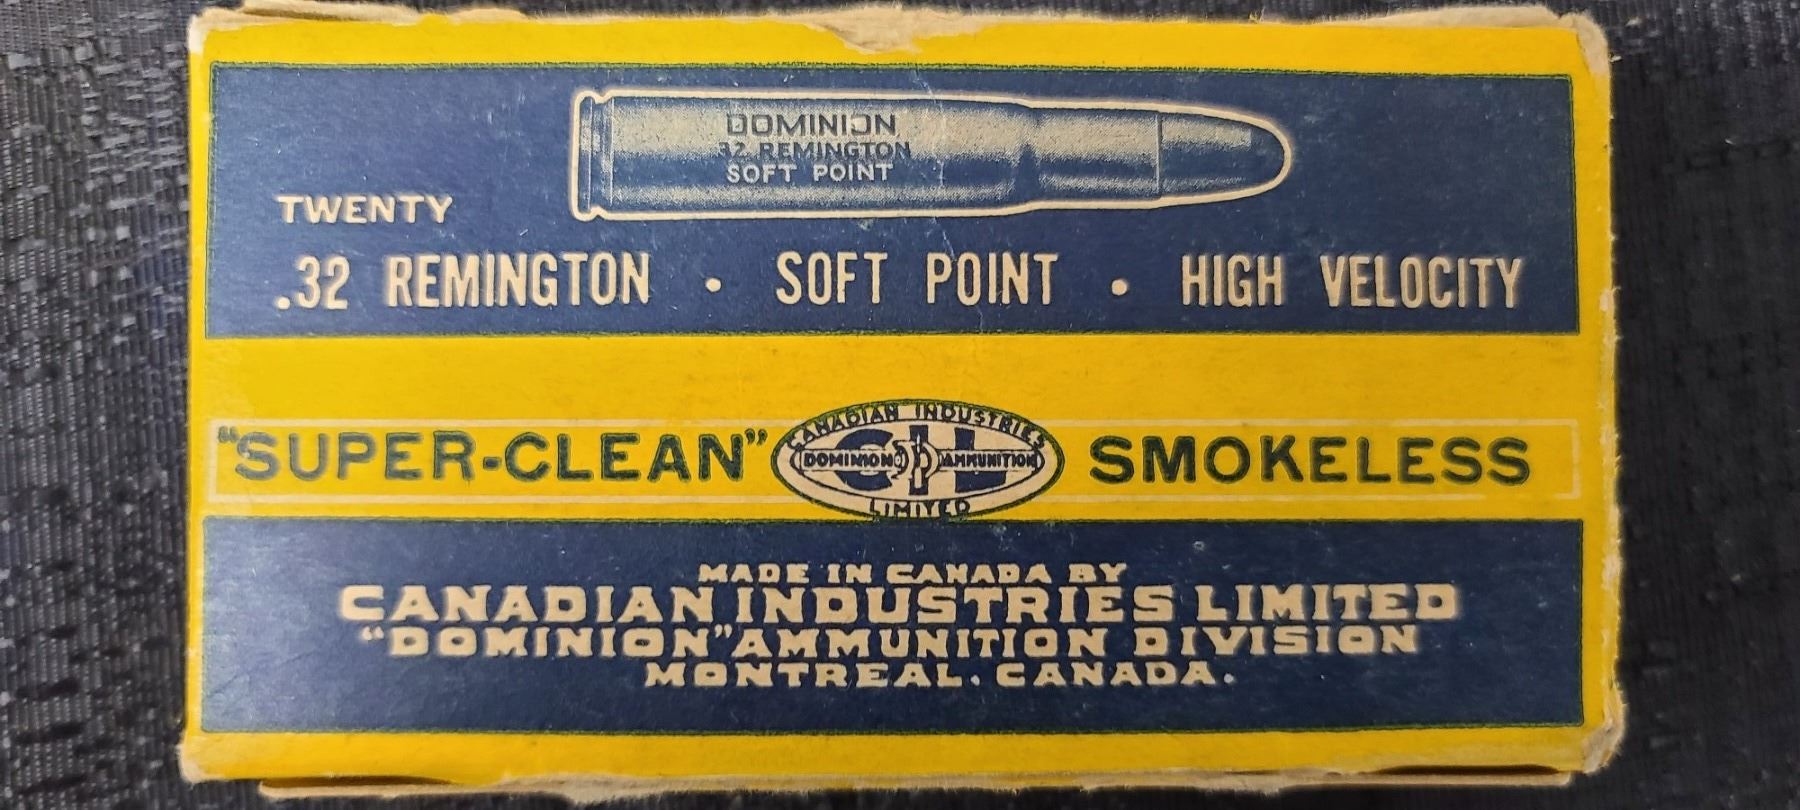 DOMINION
32 REMINGTON
SOFT POINT
TWENTY
.32 REMINGTON • SOFT POINT • HIGH VELOCITY
"SUPER-CLEAN" SMOKELESS
CANADIAN INDUSTRIES
CIL
DOMINION AMMUNITION
LIMITED
MADE IN CANADA BY
CANADIAN INDUSTRIES LIMITED
"DOMINION" AMMUNITION DIVISION
MONTREAL. CANADA.